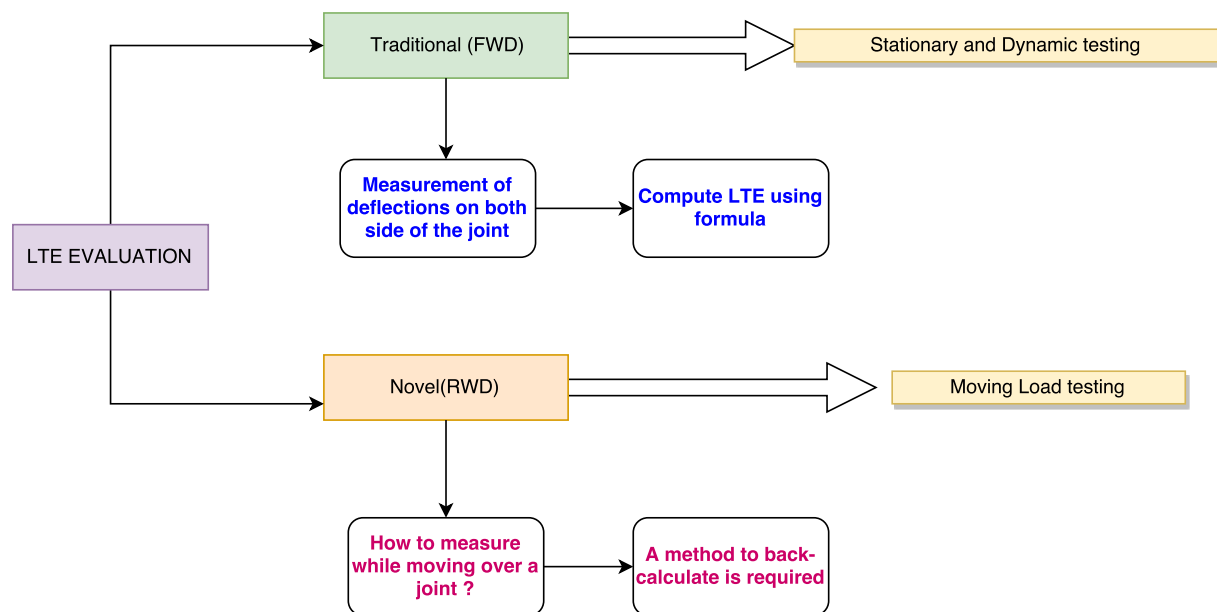 Traditional (FWD)
Stationary and Dynamic testing
Measurement of
deflections on both
side of the joint
Compute LTE using
formula
LTE EVALUATION
Novel(RWD)
Moving Load testing
How to measure
while moving over a
joint ?
A method to back-
calculate is required